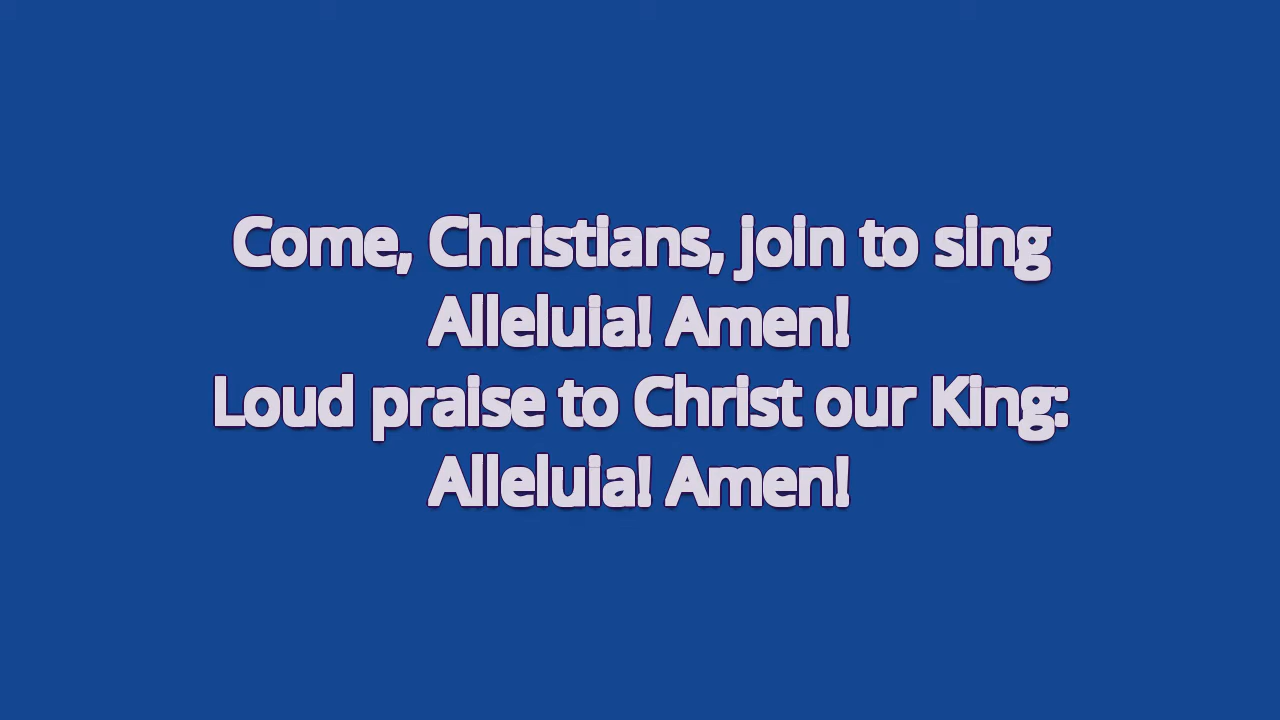 Come, Christians, join to sing
Alleluia! Amen!
Loud praise to Christ our King:
Alleluia! Amen!